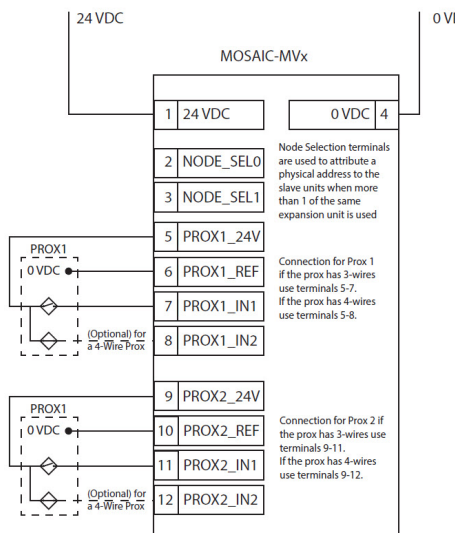 24 VDC
0 V
MOSAIC-MVx
1 24 VDC
0 VDC 4
2 NODE_SEL0
3 NODE_SEL1
Node Selection terminals
are used to attribute a
physical address to the
slave units when more
than 1 of the same
expansion unit is used
5 PROX1_24V
PROX1
0 VDC
6 PROX1_REF
7 PROX1_IN1
(Optional) for
a 4-Wire Prox
8 PROX1_IN2
Connection for Prox 1
if the prox has 3-wires
use terminals 5-7.
If the prox has 4-wires
use terminals 5-8.
9 PROX2_24V
PROX1
0 VDC
10 PROX2_REF
11 PROX2_IN1
(Optional) for
a 4-Wire Prox
12 PROX2_IN2
Connection for Prox 2 if
the prox has 3-wires use
terminals 9-11.
If the prox has 4-wires
use terminals 9-12.